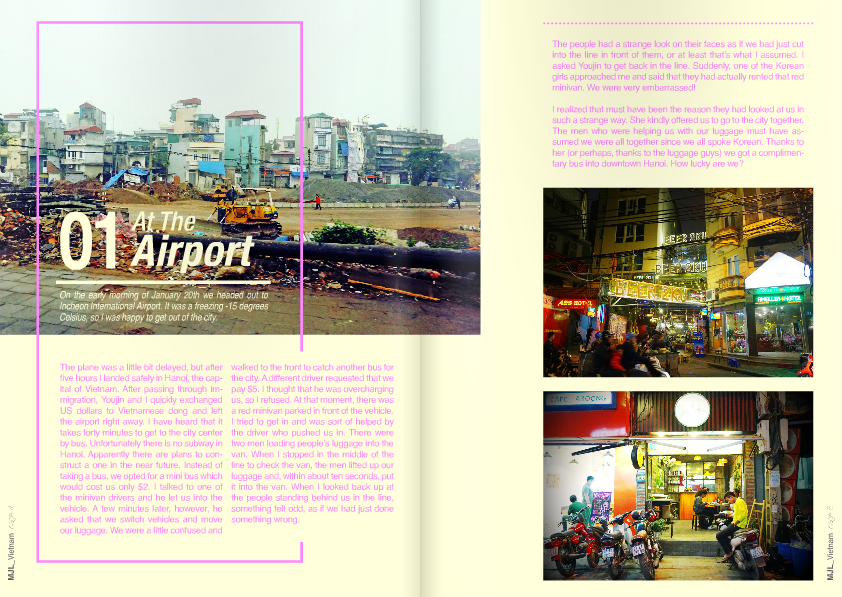 01
At The
Airport
On the early morning of January 20th we headed out to
Incheon International Airport. It was a freezing -15 degrees
Celsius, so I was happy to get out of the city.
The plane was a little bit delayed, but after
five hours I landed safely in Hanoi, the cap-
ital of Vietnam. After passing through im-
migration, Youjin and I quickly exchanged
US dollars to Vietnamese dong and left
the airport right away. I have heard that it
takes forty minutes to get to the city center
by bus. Unfortunately there is no subway in
Hanoi. Apparently there are plans to con-
struct a one in the near future. Instead of
taking a bus, we opted for a mini bus which
would cost us only $2. I talked to one of
the minivan drivers and he let us into the
vehicle. A few minutes later, however, he
asked that we switch vehicles and move
our luggage. We were a little confused and
walked to the front to catch another bus for
the city. A different driver requested that we
pay $5. I thought that he was overcharging
us, so I refused. At that moment, there was
a red minivan parked in front of the vehicle.
I tried to get in and was sort of helped by
the driver who pushed us in. There were
two men loading people's luggage into the
van. When I stopped in the middle of the
line to check the van, the men lifted up our
luggage and, within about ten seconds, put
it into the van. When I looked back up at
the people standing behind us in the line,
something felt odd, as if we had just done
something wrong.
MJL_Vietnam
The people had a strange look on their faces as if we had just cut
into the line in front of them, or at least that's what I assumed. I
asked Youjin to get back in the line. Suddenly, one of the Korean
girls approached me and said that they had actually rented that red
minivan. We were very embarrassed!
I realized that must have been the reason they had looked at us in
such a strange way. She kindly offered us to go to the city together.
The men who were helping us with our luggage must have as-
sumed we were all together since we all spoke Korean. Thanks to
her (or perhaps, thanks to the luggage guys) we got a complimen-
tary bus into downtown Hanoi. How lucky are we?
BEER 2KU
BEER 2KU
BEER 2KU
HOTEL
CAFE
MJL_Vietnam